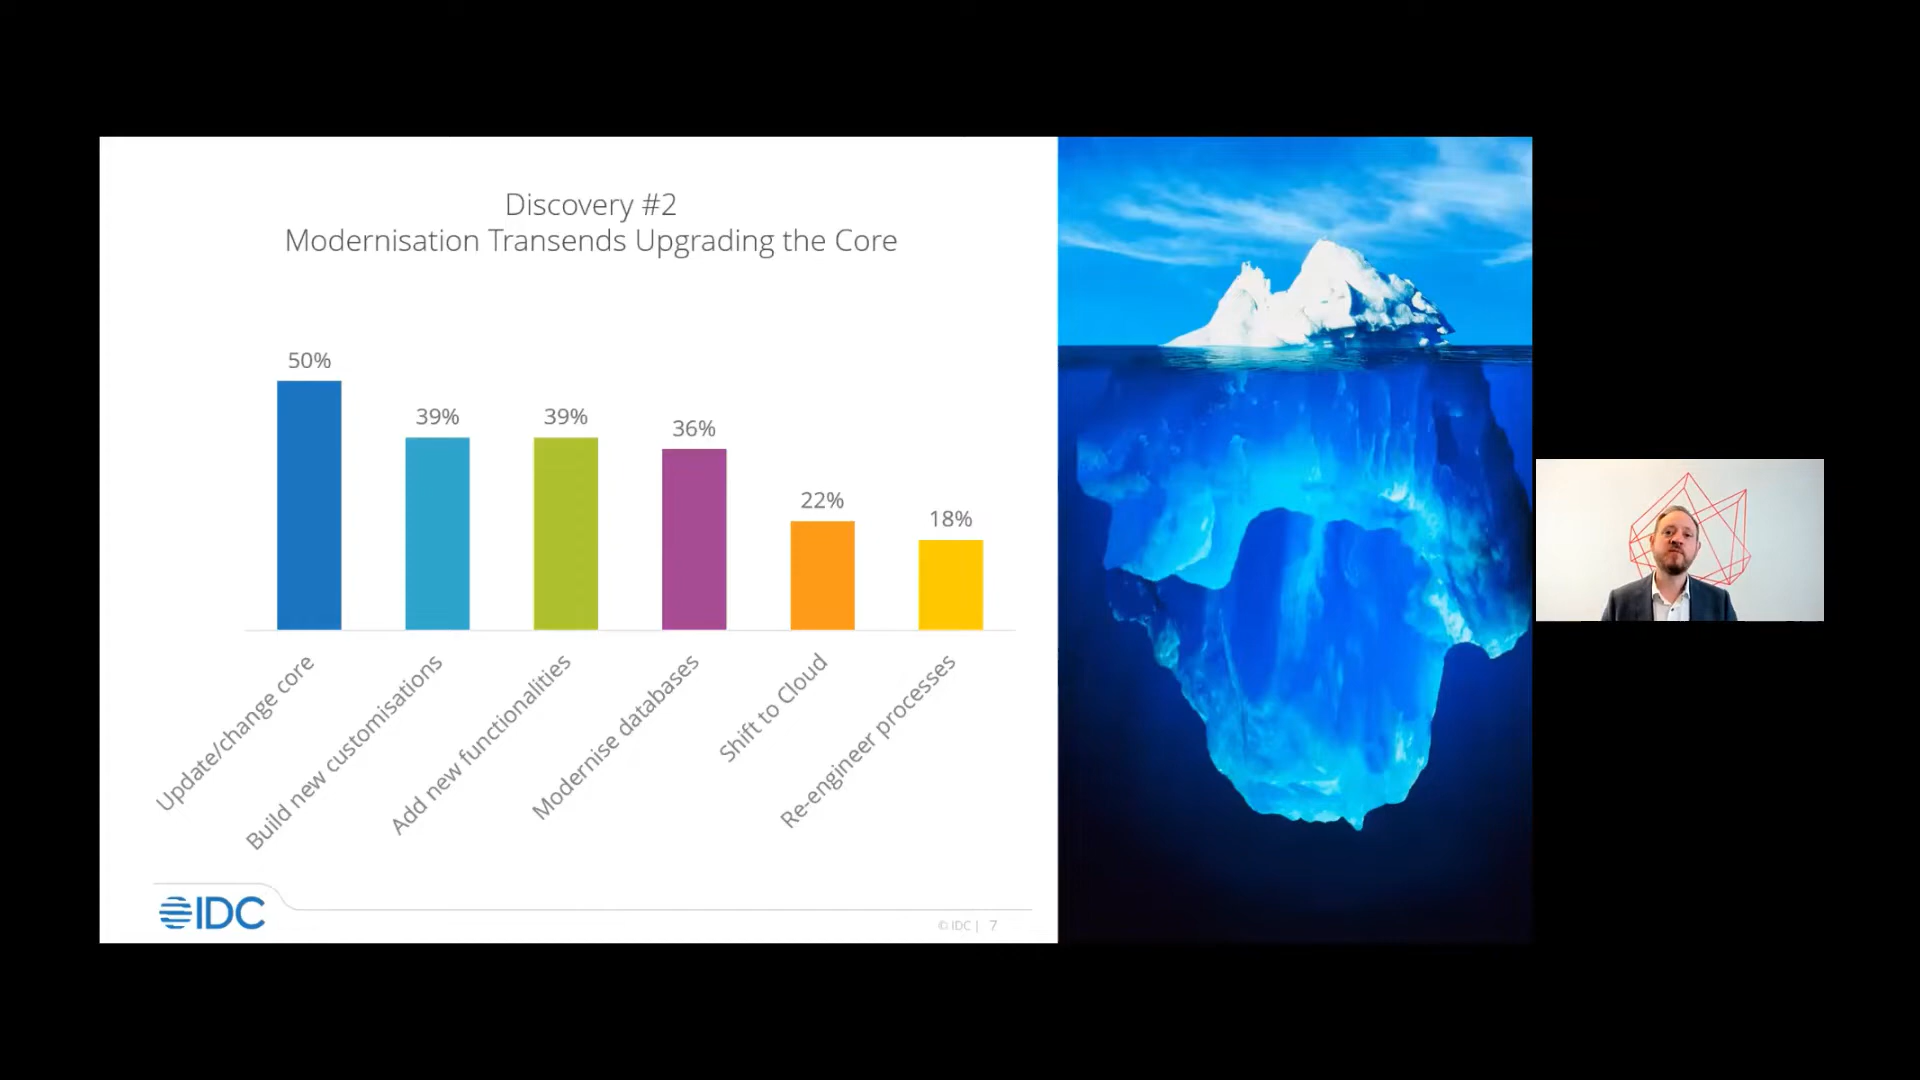 Discovery #2
Modernisation Transends Upgrading the Core
50%
39%
39%
36%
22%
18%
Update/change core
Build new customisations
Add new functionalities
Modernise databases
Shift to Cloud
Re-engineer processes
IDC
© IDC | 7